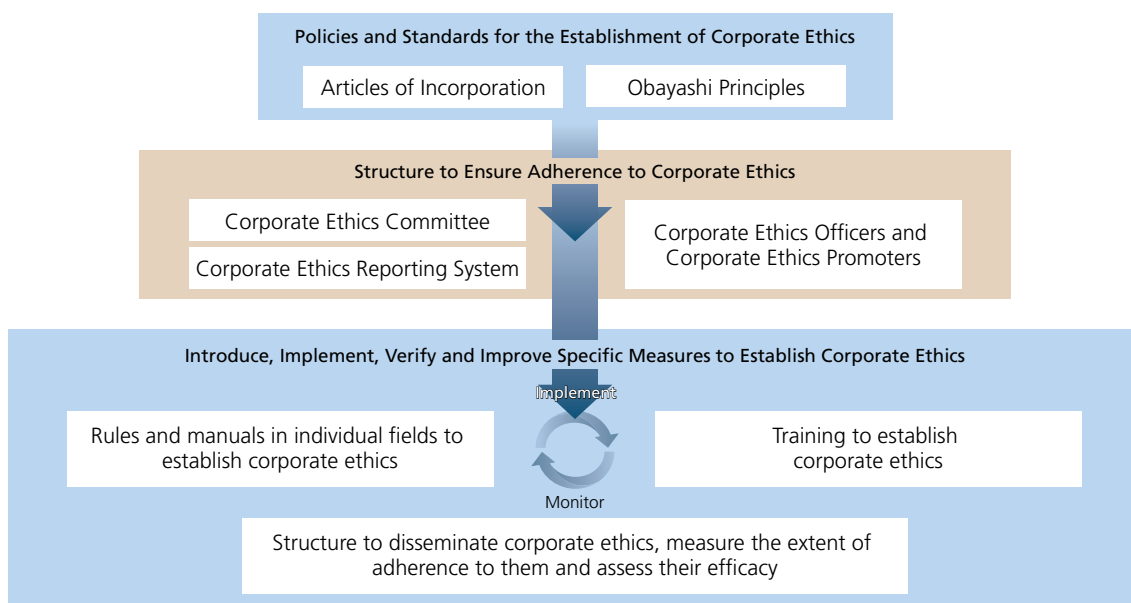 Policies and Standards for the Establishment of Corporate Ethics
Articles of Incorporation
Obayashi Principles
Structure to Ensure Adherence to Corporate Ethics
Corporate Ethics Committee
Corporate Ethics Reporting System
Corporate Ethics Officers and
Corporate Ethics Promoters
Introduce, Implement, Verify and Improve Specific Measures to Establish Corporate Ethics
Implement
Rules and manuals in individual fields to
establish corporate ethics
Training to establish
corporate ethics
Monitor
Structure to disseminate corporate ethics, measure the extent of
adherence to them and assess their efficacy